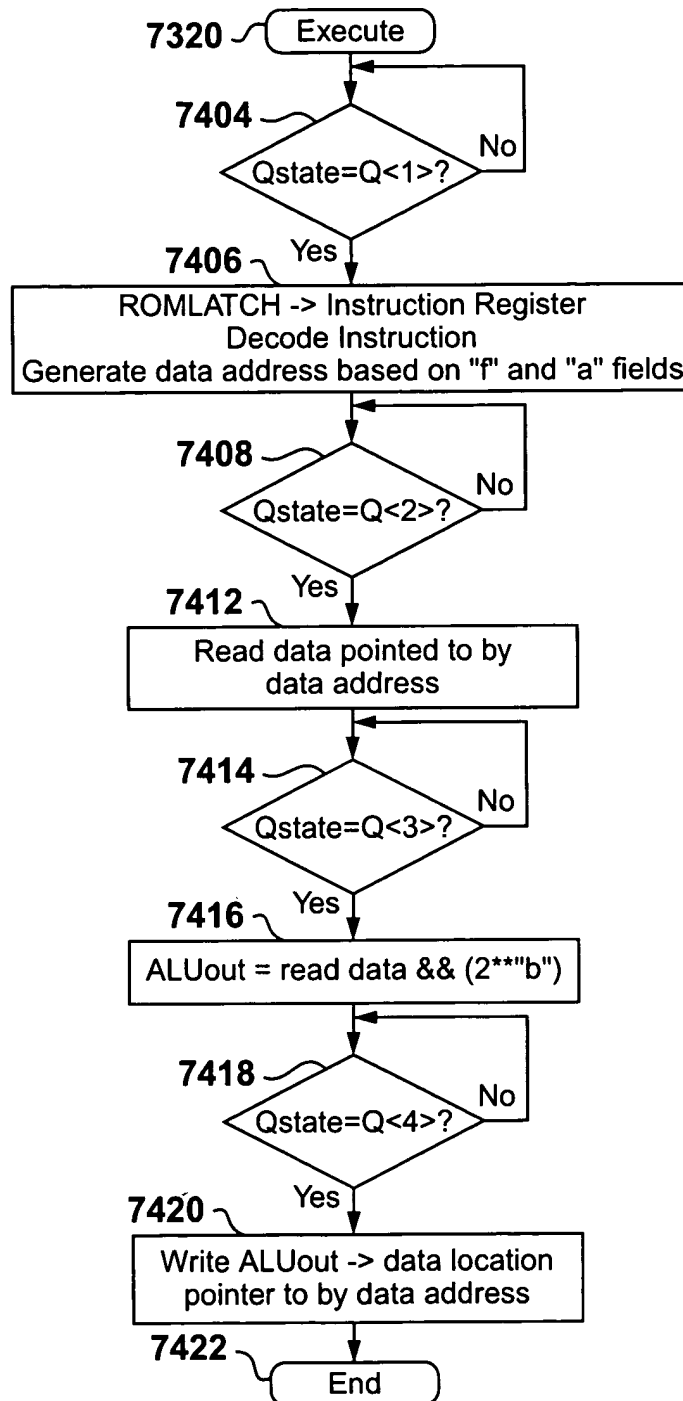 7320 Execute
7404
Qstate=Q<1>?
No
Yes
7406
ROMLATCH -> Instruction Register
Decode Instruction
Generate data address based on "f" and "a" fields
7408
Qstate=Q<2>?
No
Yes
7412
Read data pointed to by
data address
7414
Qstate=Q<3>?
No
Yes
7416
ALUout = read data && (2**"b")
7418
Qstate=Q<4>?
No
Yes
7420
Write ALUout -> data location
pointer to by data address
7422
End